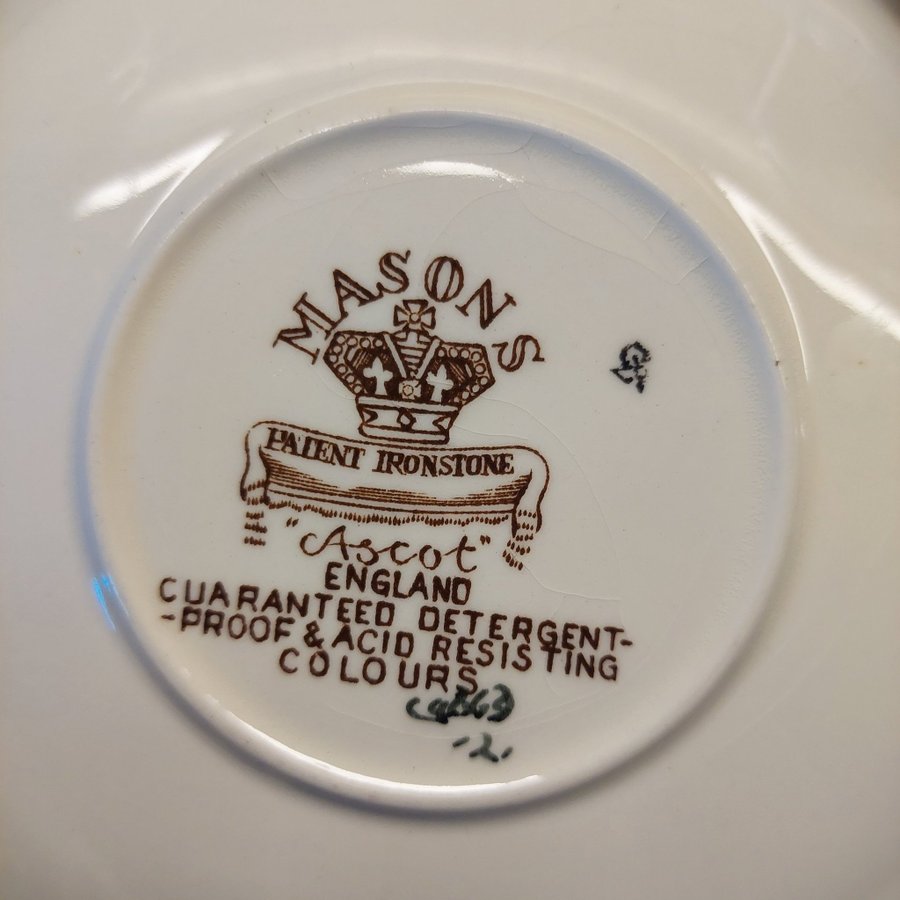 MASONS
PATENT IRONSTONE
"Ascot"
ENGLAND
GUARANTEED DETERGENT-
-PROOF & ACID RESISTING
COLOURS